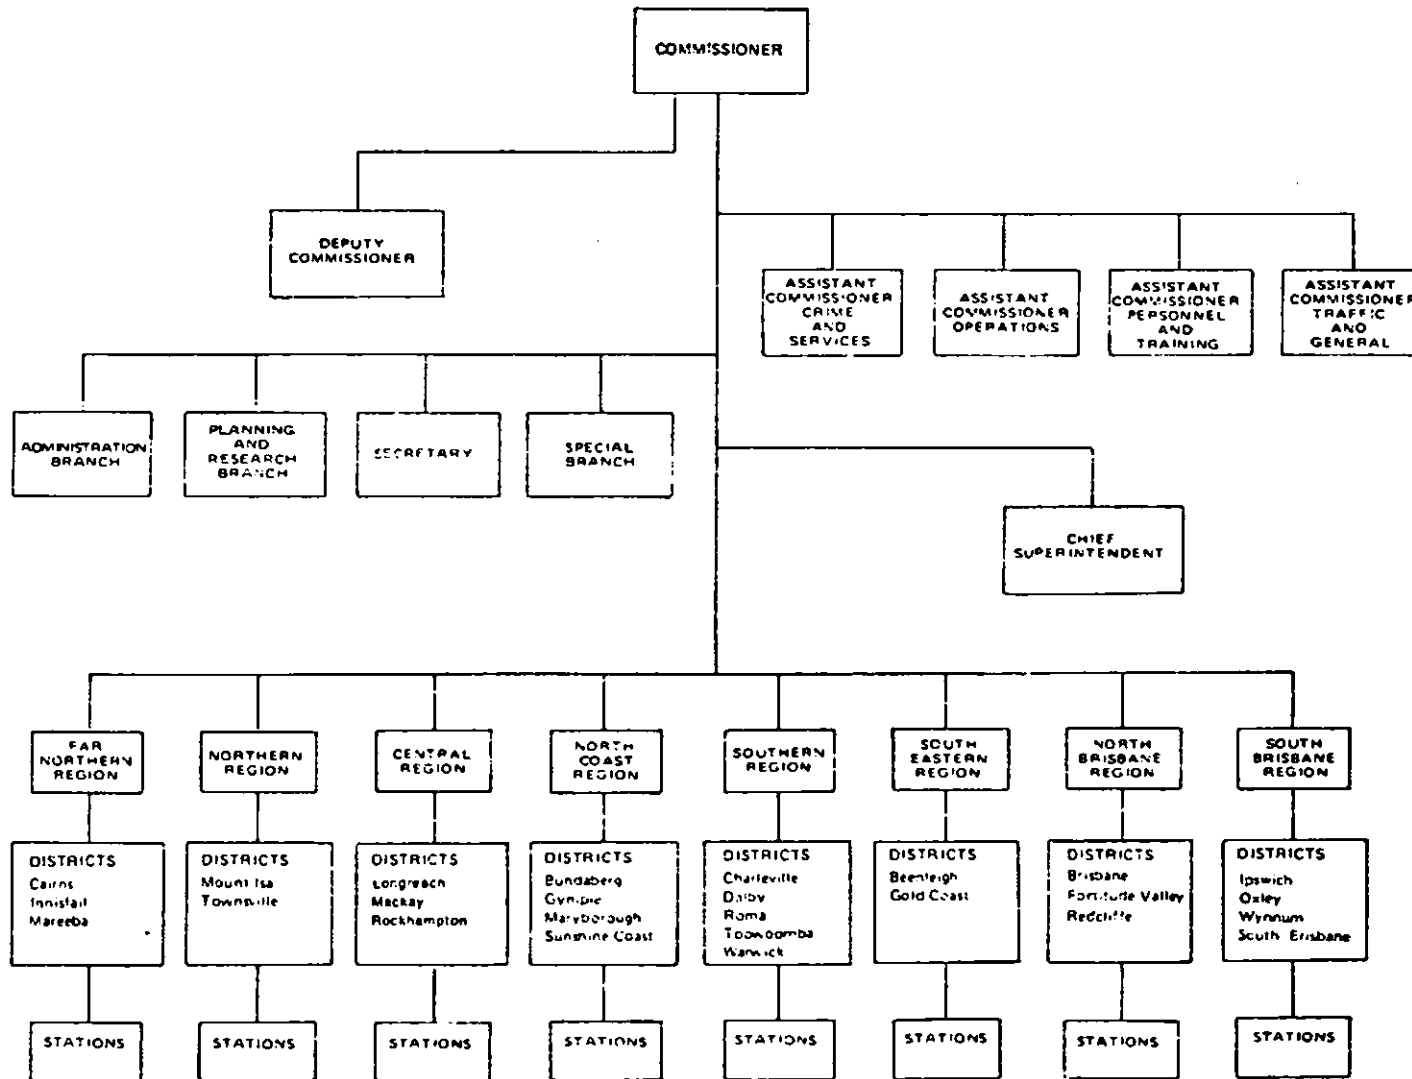 COMMISSIONER
DEPUTY
COMMISSIONER
ASSISTANT
COMMISSIONER
CRIME
AND
SERVICES
ASSISTANT
COMMISSIONER
OPERATIONS
ASSISTANT
COMMISSIONER
PERSONNEL
AND
TRAINING
ASSISTANT
COMMISSIONER
TRAFFIC
AND
GENERAL
ADMINISTRATION
BRANCH
PLANNING
AND
RESEARCH
BRANCH
SECRETARY
SPECIAL
BRANCH
CHIEF
SUPERINTENDENT
FAR
NORTHERN
REGION
NORTHERN
REGION
CENTRAL
REGION
NORTH
COAST
REGION
SOUTHERN
REGION
SOUTH
EASTERN
REGION
NORTH
BRISBANE
REGION
SOUTH
BRISBANE
REGION
DISTRICTS
Cairns
Innisfail
Mareeba
DISTRICTS
Mount Isa
Townsville
DISTRICTS
Longreach
Mackay
Rockhampton
DISTRICTS
Bundaberg
Gympie
Maryborough
Sunshine Coast
DISTRICTS
Charleville
Dalby
Roma
Toowoomba
Warwick
DISTRICTS
Beenleigh
Gold Coast
DISTRICTS
Brisbane
Fortitude Valley
Redcliffe
DISTRICTS
Ipswich
Oxley
Wynnum
South Brisbane
STATIONS
STATIONS
STATIONS
STATIONS
STATIONS
STATIONS
STATIONS
STATIONS